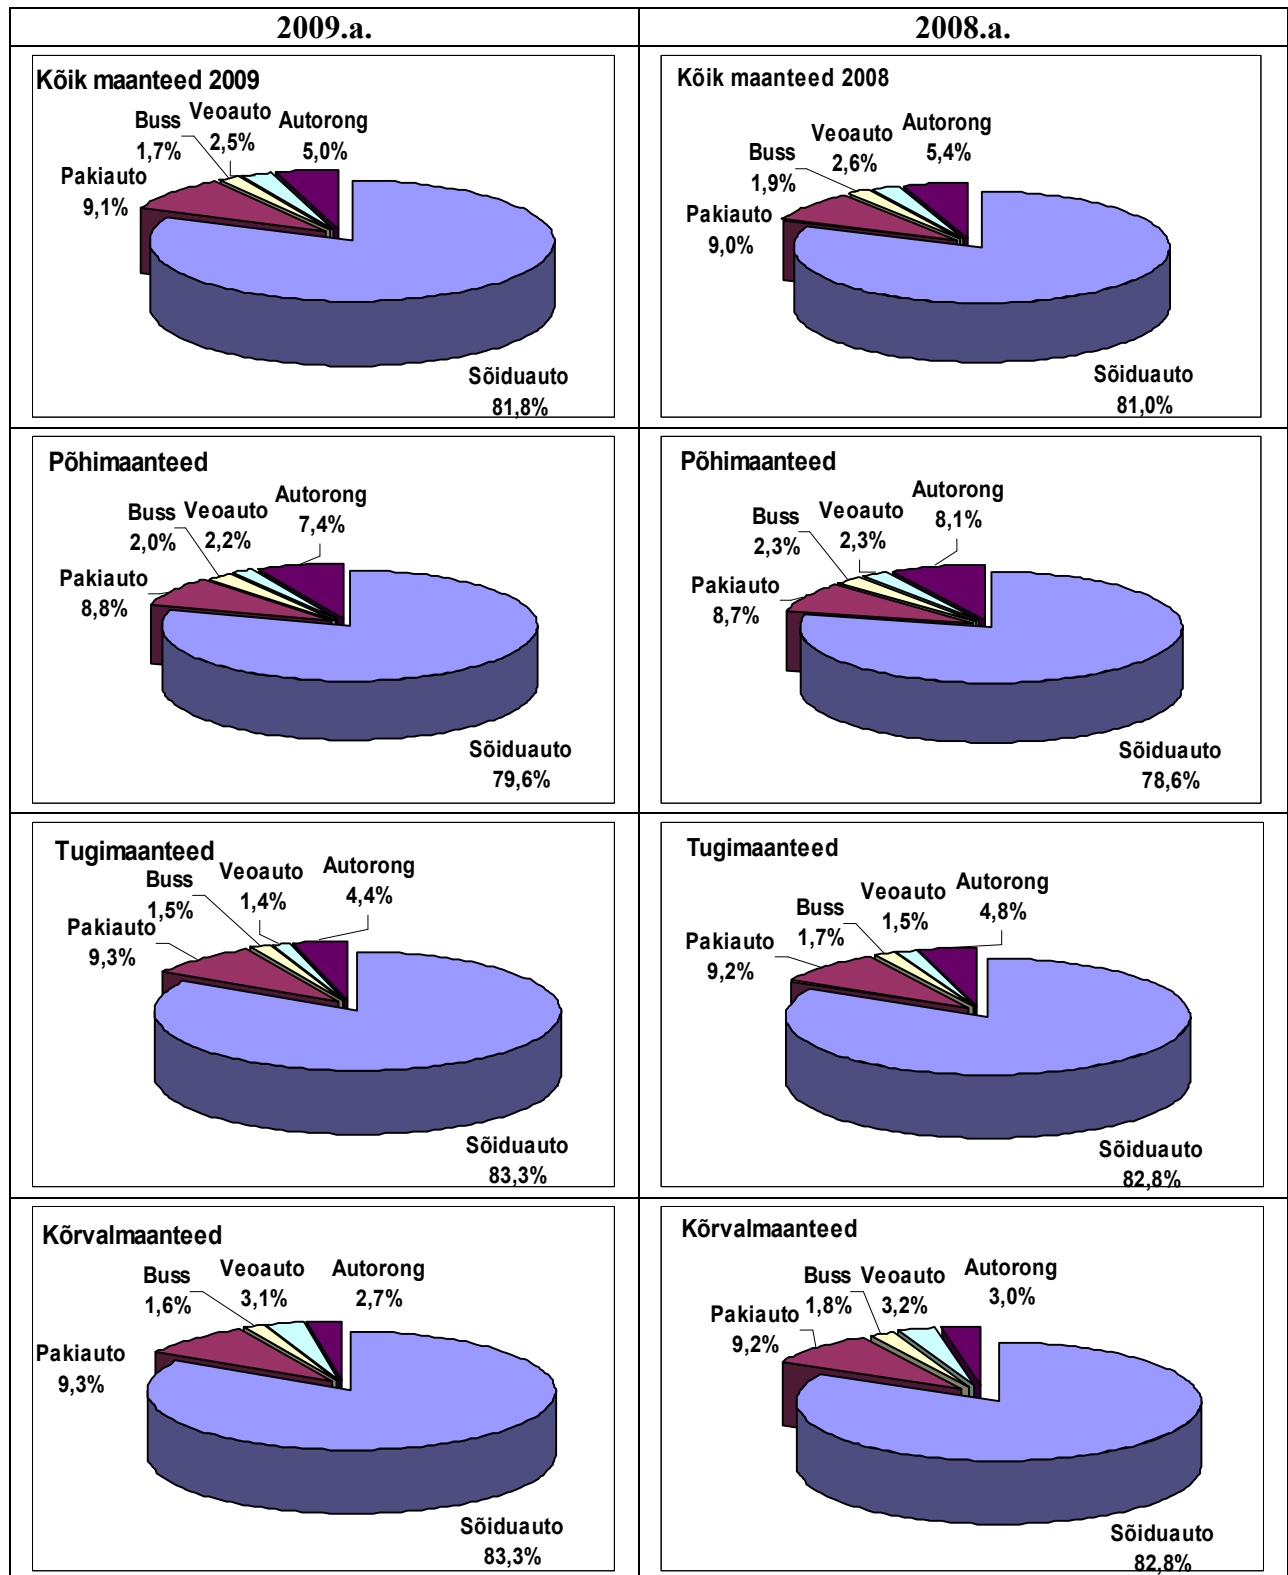 2009.a.
2008.a.
Kõik maanteed 2009
Buss
1,7%
Veoauto
2,5%
Autorong
5,0%
Pakiauto
9,1%
Sõiduauto
81,8%
Kõik maanteed 2008
Buss
1,9%
Veoauto
2,6%
Autorong
5,4%
Pakiauto
9,0%
Sõiduauto
81,0%
Põhimaanteed
Buss
2,0%
Veoauto
2,2%
Autorong
7,4%
Pakiauto
8,8%
Sõiduauto
79,6%
Põhimaanteed
Buss
2,3%
Veoauto
2,3%
Autorong
8,1%
Pakiauto
8,7%
Sõiduauto
78,6%
Tugimaanteed
Buss
1,5%
Veoauto
1,4%
Autorong
4,4%
Pakiauto
9,3%
Sõiduauto
83,3%
Tugimaanteed
Buss
1,7%
Veoauto
1,5%
Autorong
4,8%
Pakiauto
9,2%
Sõiduauto
82,8%
Kõrvalmaanteed
Buss
1,6%
Veoauto
3,1%
Autorong
2,7%
Pakiauto
9,3%
Sõiduauto
83,3%
Kõrvalmaanteed
Buss
1,8%
Veoauto
3,2%
Autorong
3,0%
Pakiauto
9,2%
Sõiduauto
82,8%